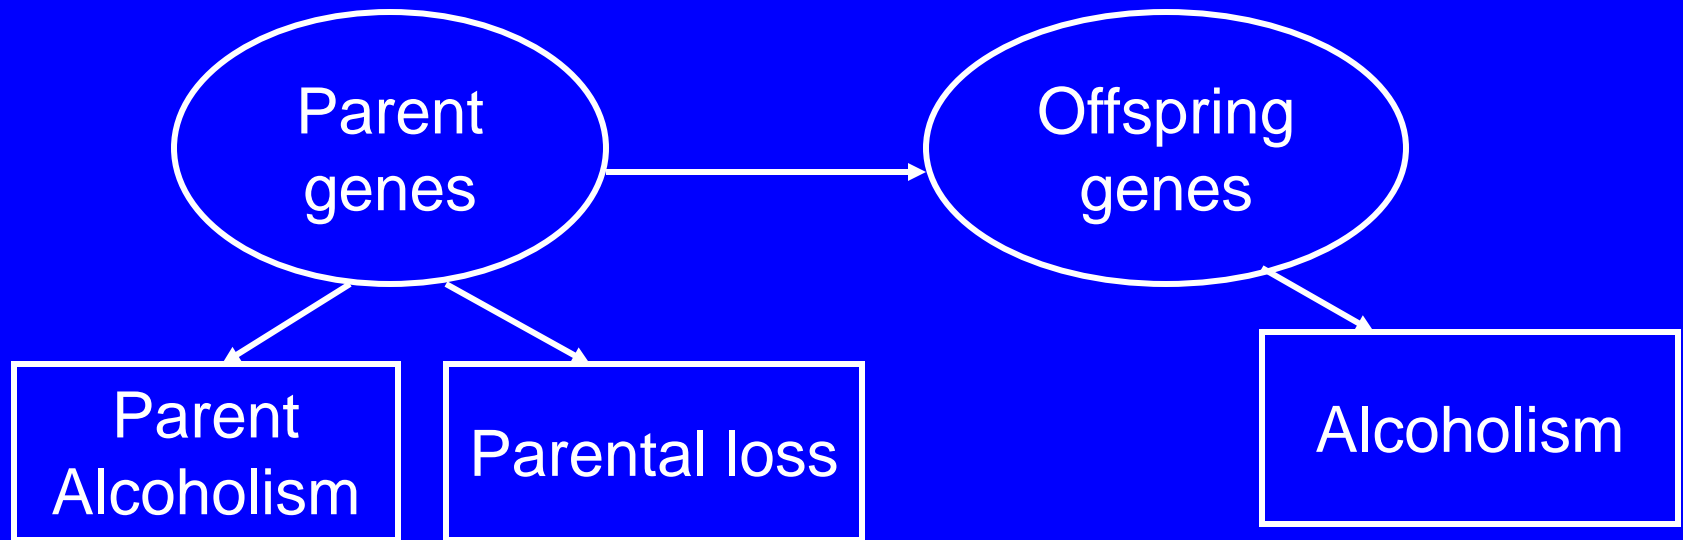 Parent
genes
Offspring
genes
Parent
Alcoholism
Parental loss
Alcoholism